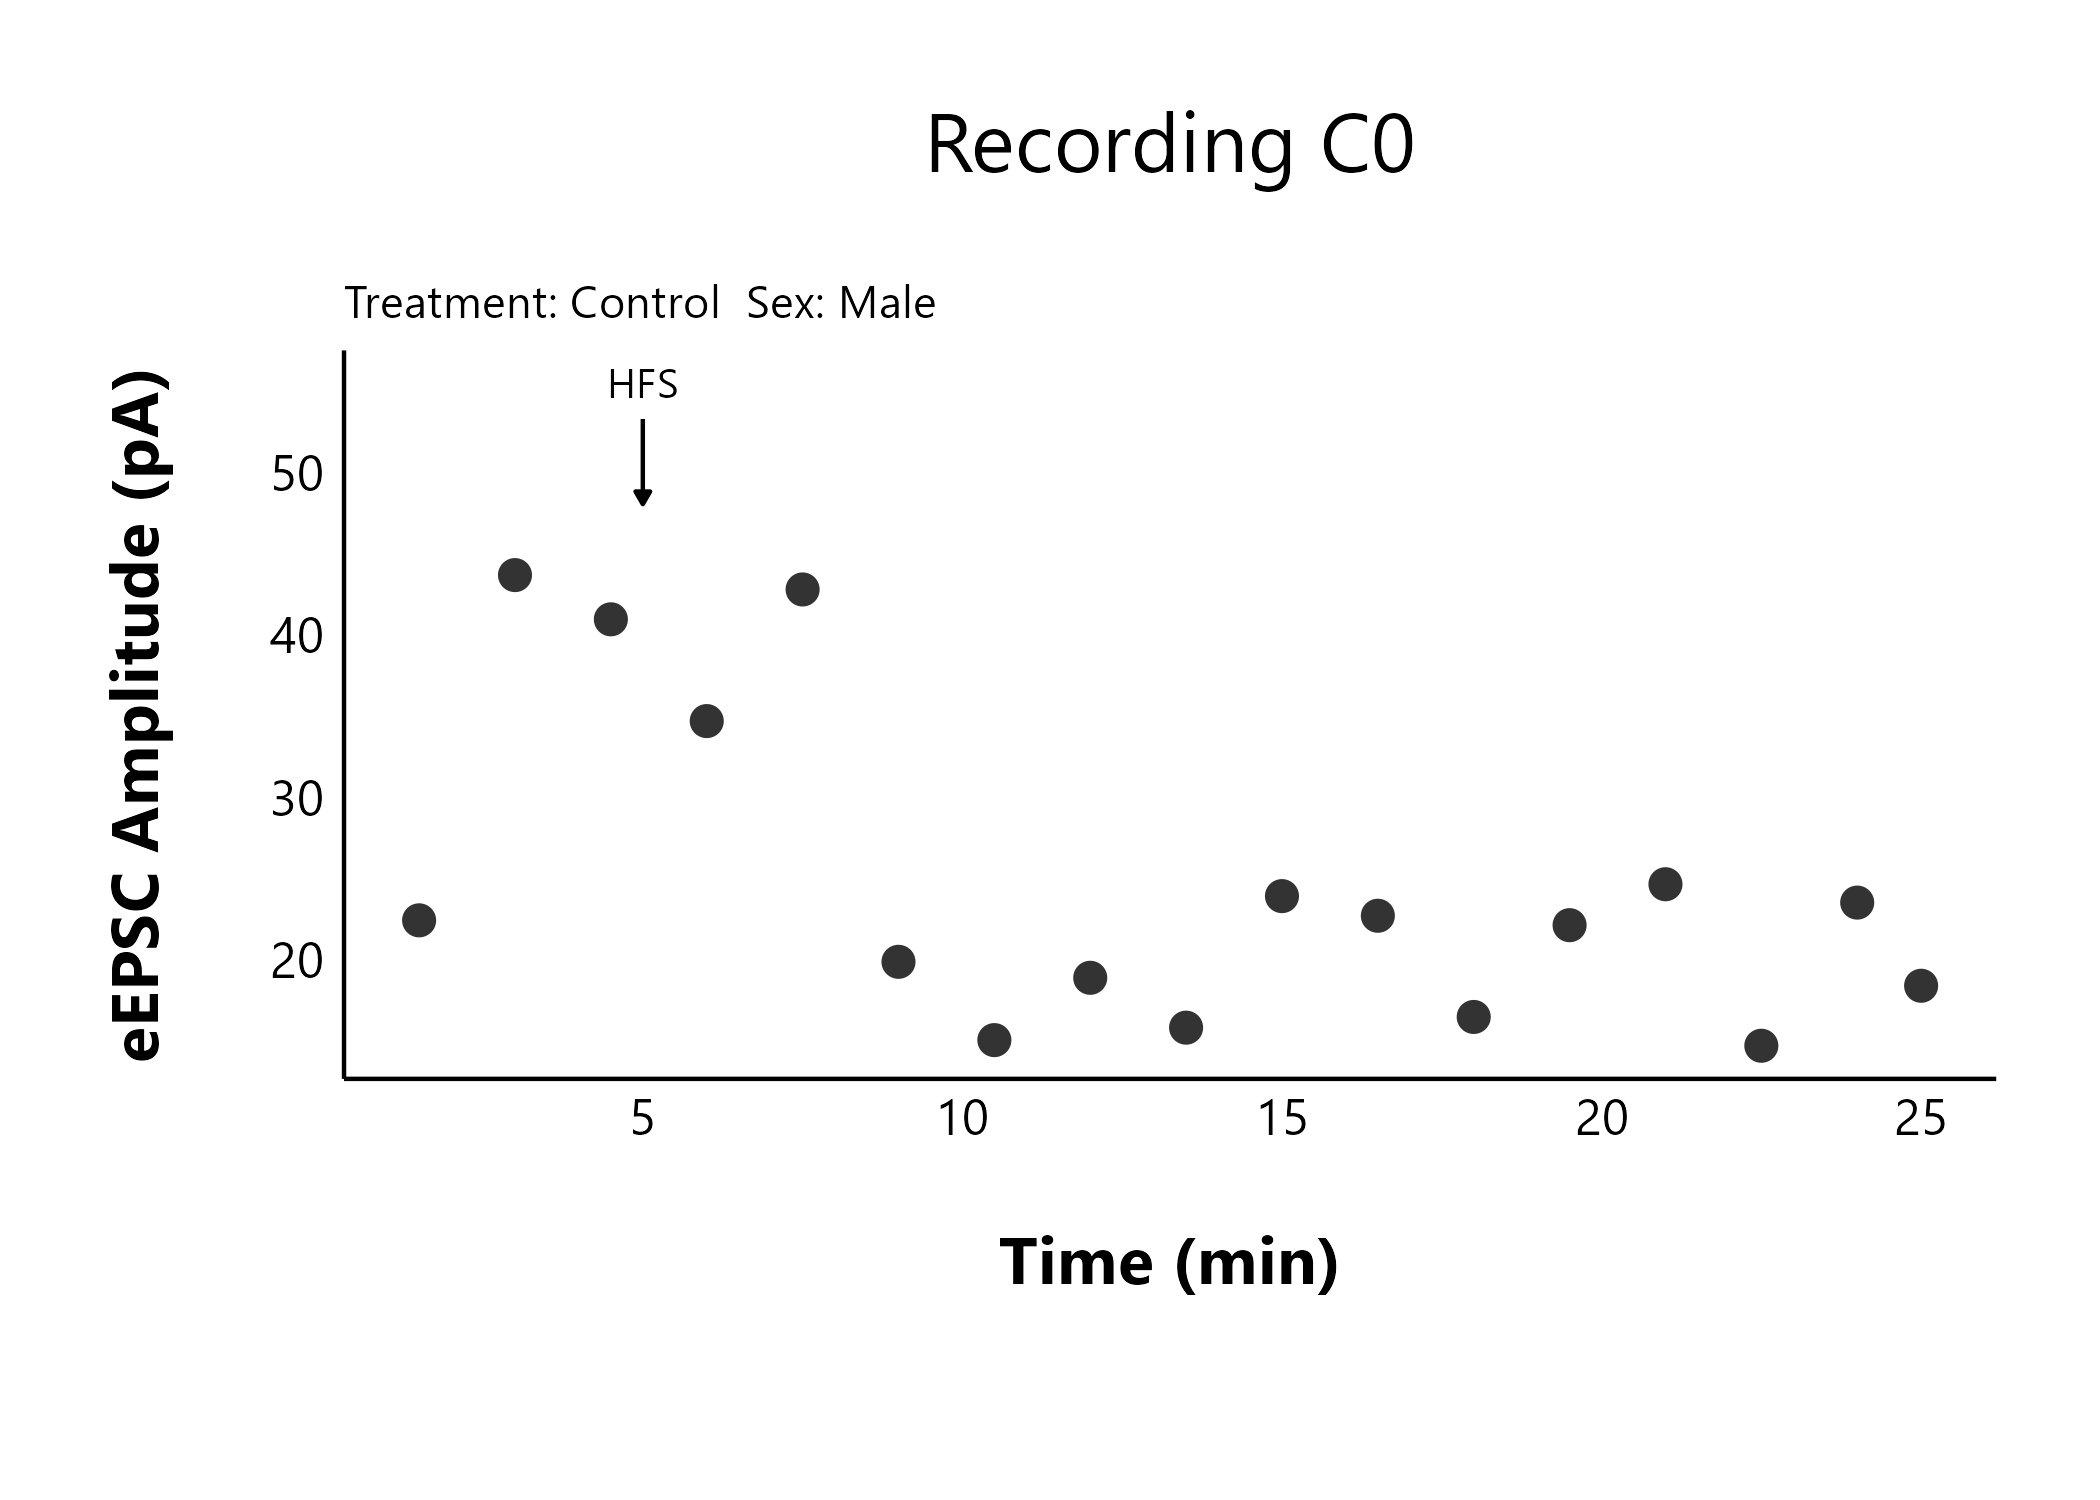 Recording C0
Treatment: Control  Sex: Male
HFS
eEPSC Amplitude (pA)
50
40
30
20
5 10 15 20 25
Time (min)